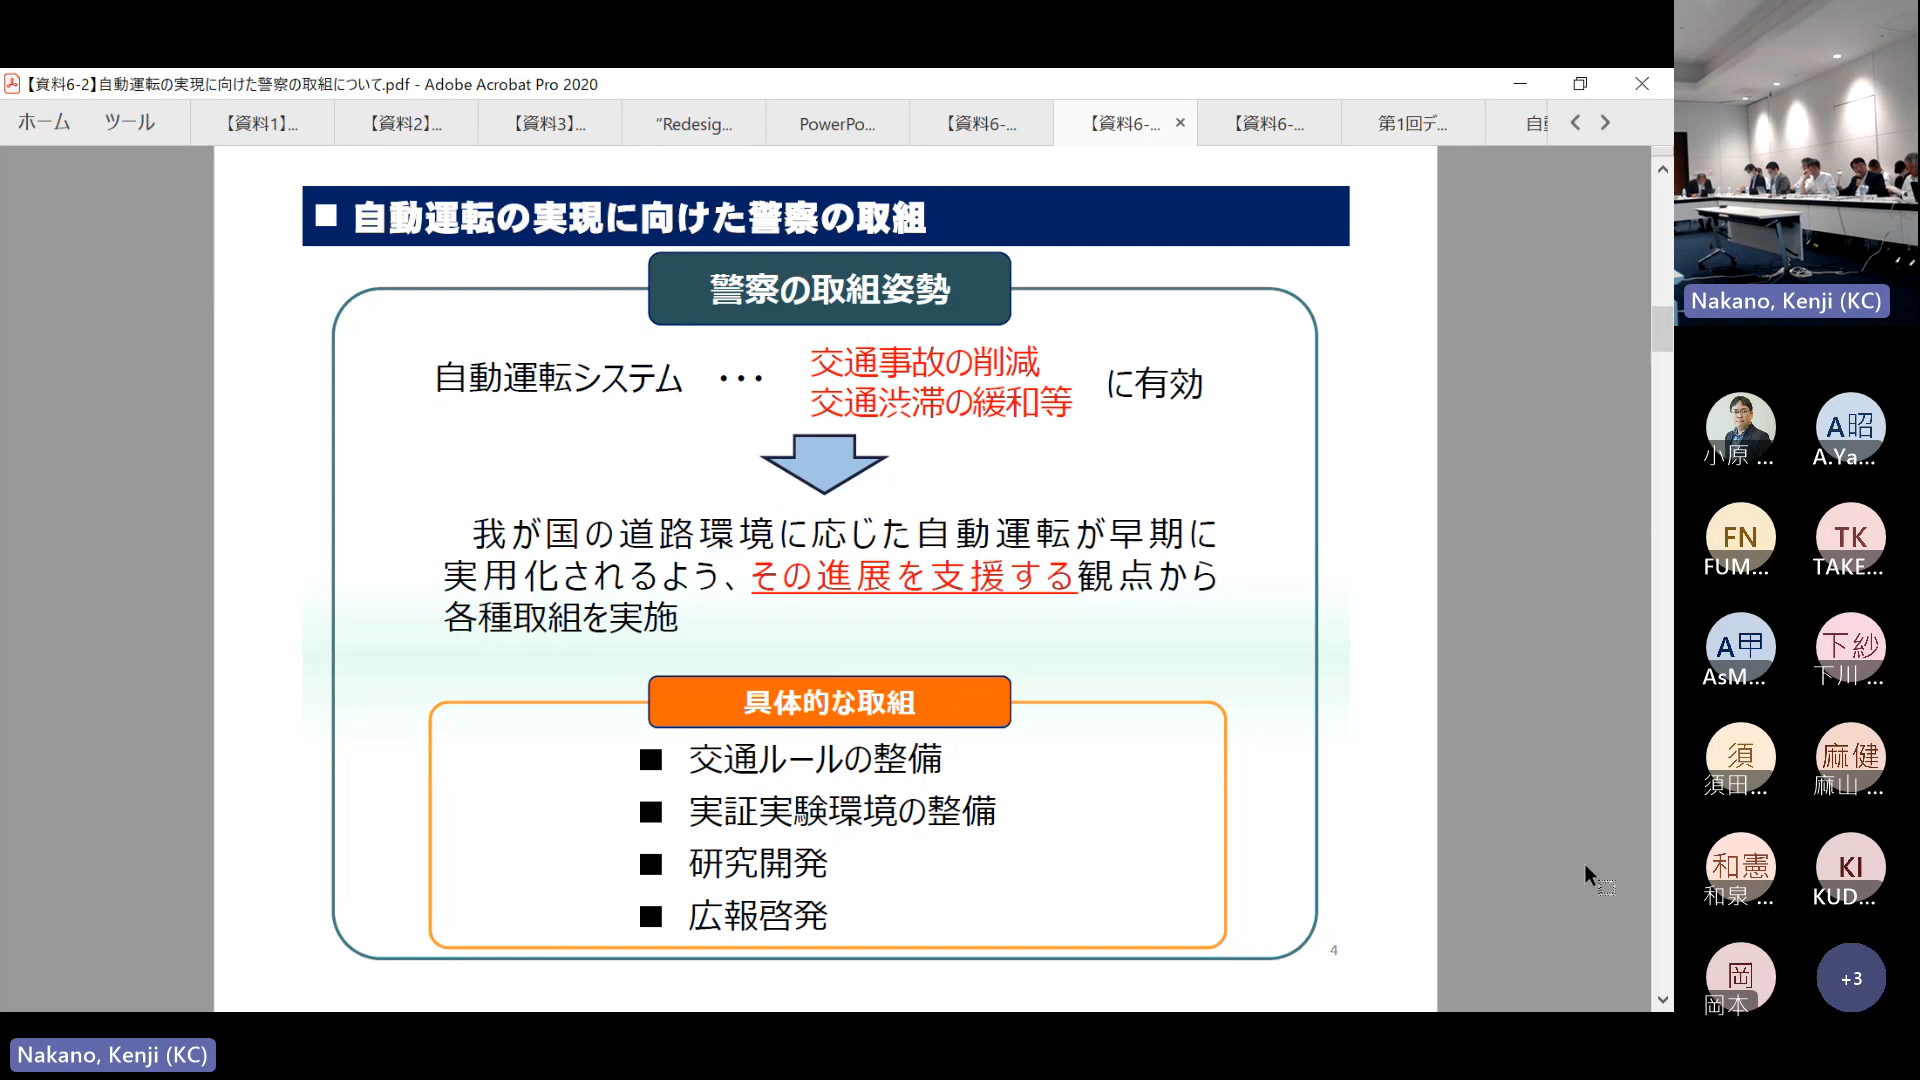 【資料6-2】自動運転の実現に向けた警察の取組について.pdf - Adobe Acrobat Pro 2020
ホーム ツール 【資料1】... 【資料2】... 【資料3】... "Redesig... PowerPo... 【資料6-... 【資料6-... × 【資料6-... 第1回デ...
■ 自動運転の実現に向けた警察の取組
警察の取組姿勢
自動運転システム ・・・ 交通事故の削減
交通渋滞の緩和等 に有効
我が国の道路環境に応じた自動運転が早期に
実用化されるよう、その進展を支援する観点から
各種取組を実施
具体的な取組
■ 交通ルールの整備
■ 実証実験環境の整備
■ 研究開発
■ 広報啓発
4
Nakano, Kenji (KC)
Nakano, Kenji (KC)
小原 ...
A昭
A.Ya...
FN
FUM...
TK
TAKE...
A甲
AsM...
下紗
下川 ...
須
須田...
麻健
麻山 ...
和憲
和泉 ...
KI
KUD...
岡
岡本
+3